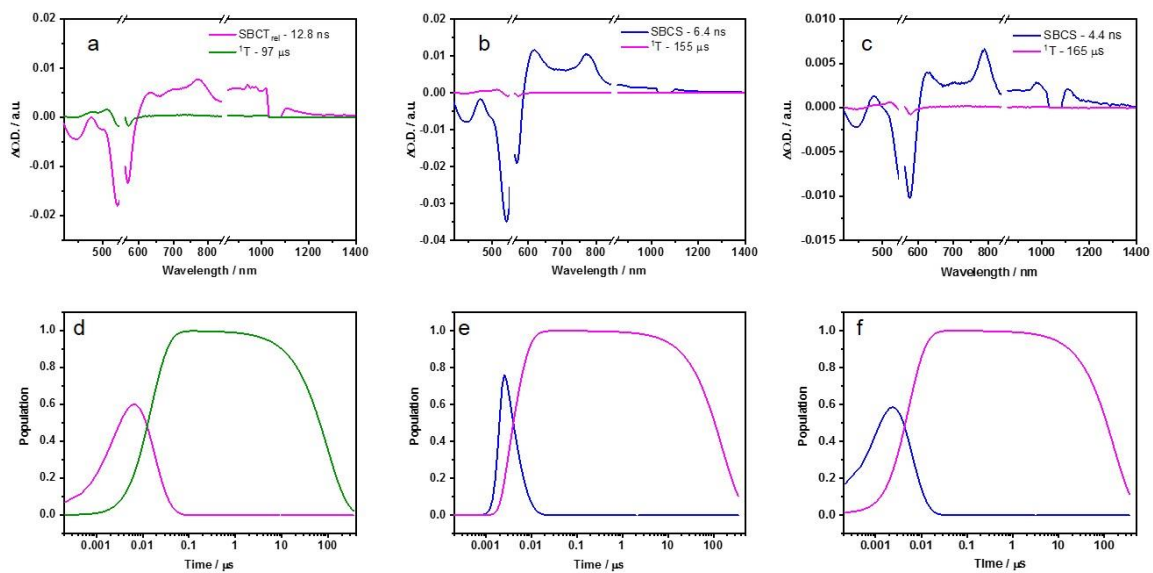 a
SBCT_rel - 12.8 ns
¹T - 97 µs
Δ.O.D. / a.u.
0.02
0.01
0.00
-0.01
-0.02
500 600 700 800 1000 1200 1400
Wavelength / nm
b
SBCS - 6.4 ns
¹T - 155 µs
0.02
0.01
0.00
-0.01
-0.02
-0.03
-0.04
500 600 700 800 1000 1200 1400
Wavelength / nm
c
SBCS - 4.4 ns
¹T - 165 µs
0.010
0.005
0.000
-0.005
-0.010
-0.015
500 600 700 800 1000 1200 1400
Wavelength / nm
d
Population
1.0
0.8
0.6
0.4
0.2
0.0
0.001 0.01 0.1 1 10 100
Time / µs
e
Population
1.0
0.8
0.6
0.4
0.2
0.0
0.001 0.01 0.1 1 10 100
Time / µs
f
Population
1.0
0.8
0.6
0.4
0.2
0.0
0.001 0.01 0.1 1 10 100
TIme / µs